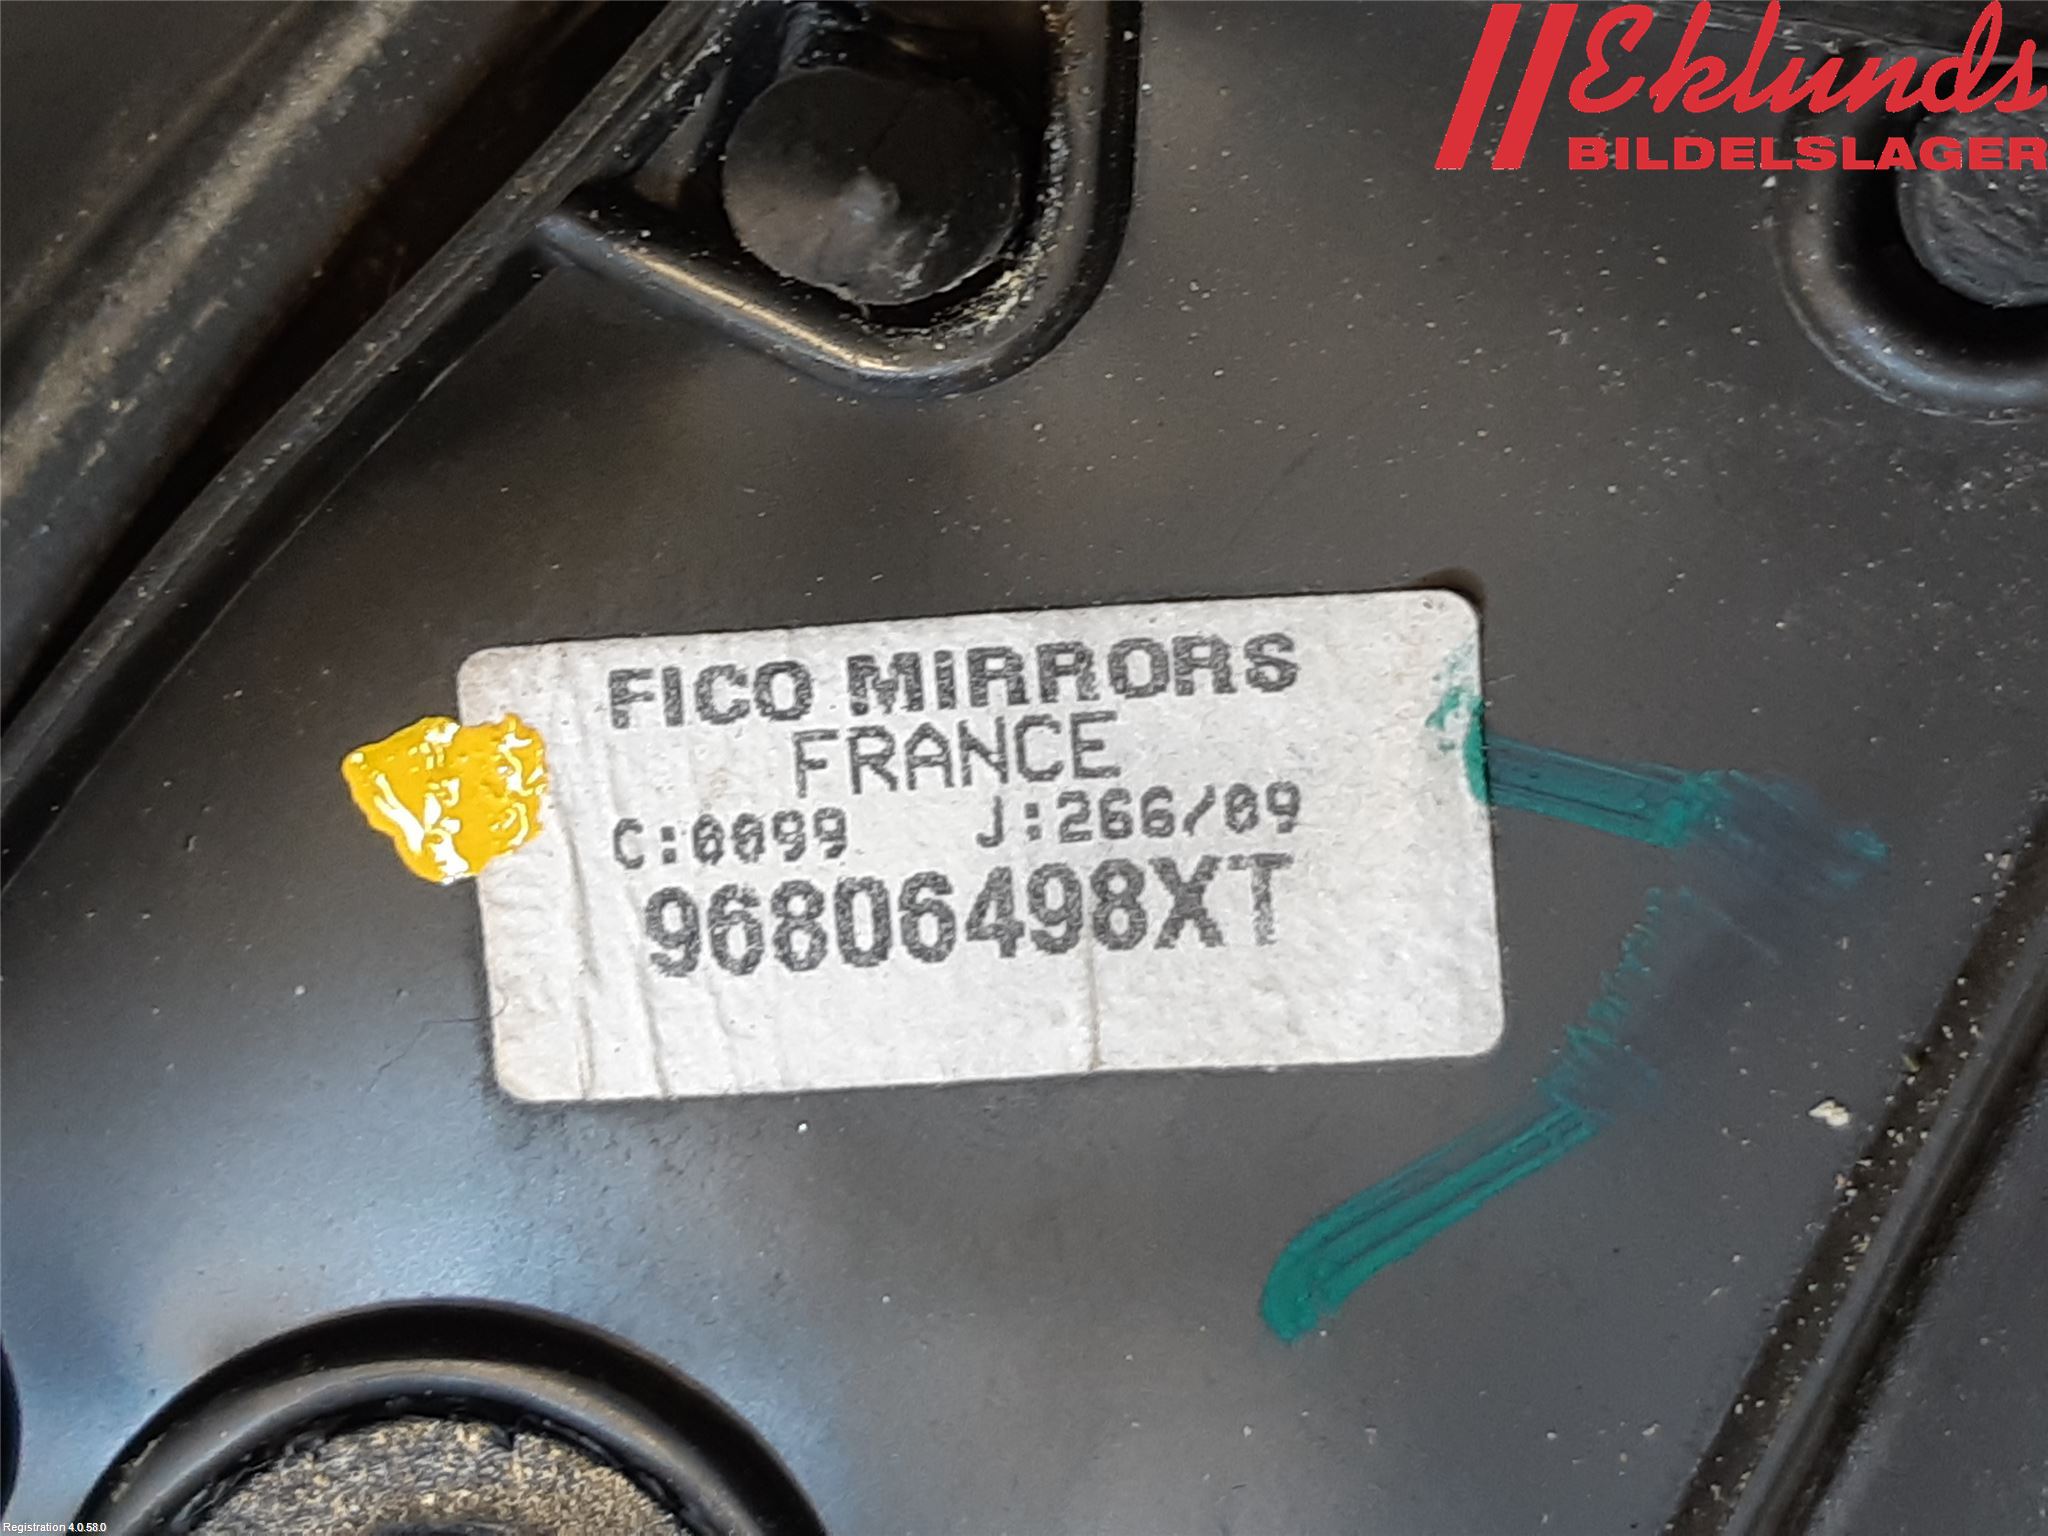 Eklunds
BILDELSLAGER
FICO MIRRORS
FRANCE
C:0099 J:266/09
96806498XT
Registration 4.0.58.0